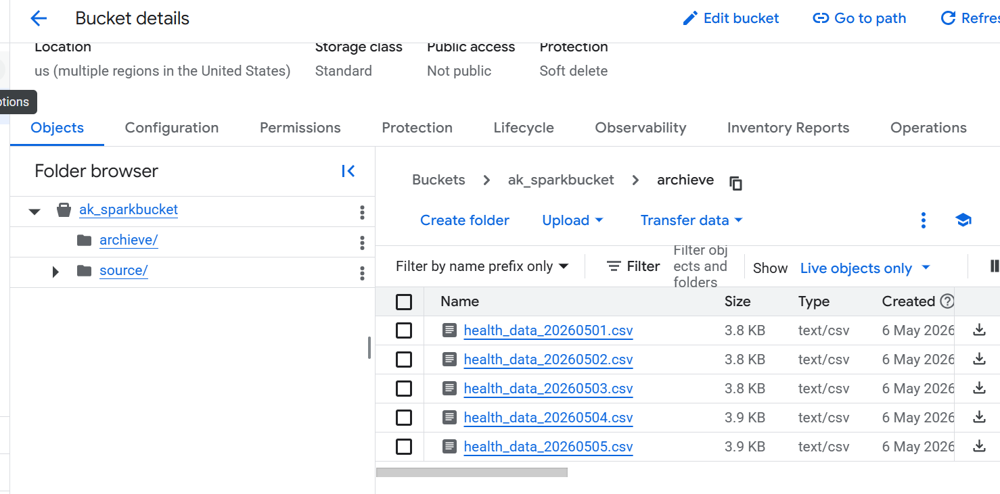 Bucket details
Edit bucket
Go to path
Location
Storage class
Public access
Protection
us (multiple regions in the United States)
Standard
Not public
Soft delete
Objects
Configuration
Permissions
Protection
Lifecycle
Observability
Inventory Reports
Operations
Folder browser
ak_sparkbucket
archieve/
source/
Buckets
ak_sparkbucket
archieve
Create folder
Upload
Transfer data
Filter by name prefix only
Filter
Filter obj
ects and
folders
Show
Live objects only
Name
Size
Type
Created
health_data_20260501.csv
3.8 KB
text/csv
6 May 2026
health_data_20260502.csv
3.8 KB
text/csv
6 May 2026
health_data_20260503.csv
3.8 KB
text/csv
6 May 2026
health_data_20260504.csv
3.9 KB
text/csv
6 May 2026
health_data_20260505.csv
3.9 KB
text/csv
6 May 2026